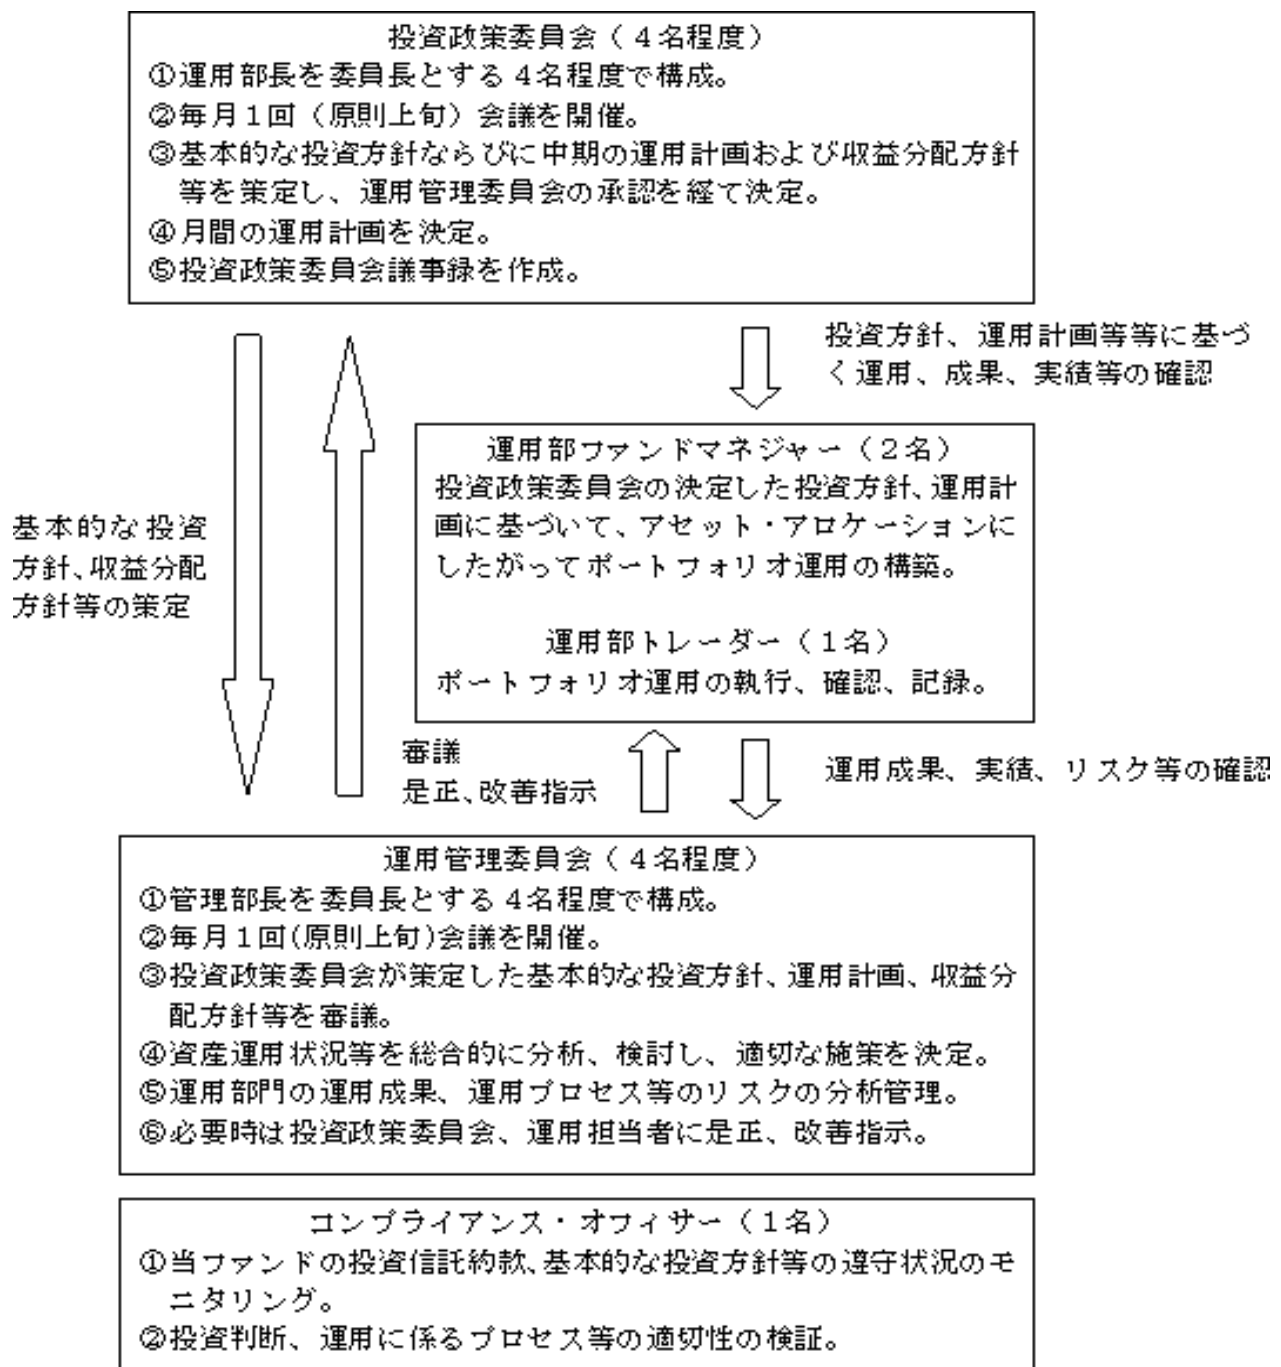 投資政策委員会（４名程度）
①運用部長を委員長とする４名程度で構成。
②毎月１回（原則上旬）会議を開催。
③基本的な投資方針ならびに中期の運用計画および収益分配方針
等を策定し、運用管理委員会の承認を経て決定。
④月間の運用計画を決定。
⑤投資政策委員会議事録を作成。
投資方針、運用計画等等に基づ
く運用、成果、実績等の確認
運用部ファンドマネジャー（２名）
投資政策委員会の決定した投資方針、運用計
画に基づいて、アセット・アロケーションに
したがってポートフォリオ運用の構築。
運用部トレーダー（１名）
ポートフォリオ運用の執行、確認、記録。
基本的な投資
方針、収益分配
方針等の策定
審議
是正、改善指示
運用成果、実績、リスク等の確認
運用管理委員会（４名程度）
①管理部長を委員長とする４名程度で構成。
②毎月１回(原則上旬)会議を開催。
③投資政策委員会が策定した基本的な投資方針、運用計画、収益分
配方針等を審議。
④資産運用状況等を総合的に分析、検討し、適切な施策を決定。
⑤運用部門の運用成果、運用プロセス等のリスクの分析管理。
⑥必要時は投資政策委員会、運用担当者に是正、改善指示。
コンプライアンス・オフィサー（１名）
①当ファンドの投資信託約款、基本的な投資方針等の遵守状況のモ
ニタリング。
②投資判断、運用に係るプロセス等の適切性の検証。